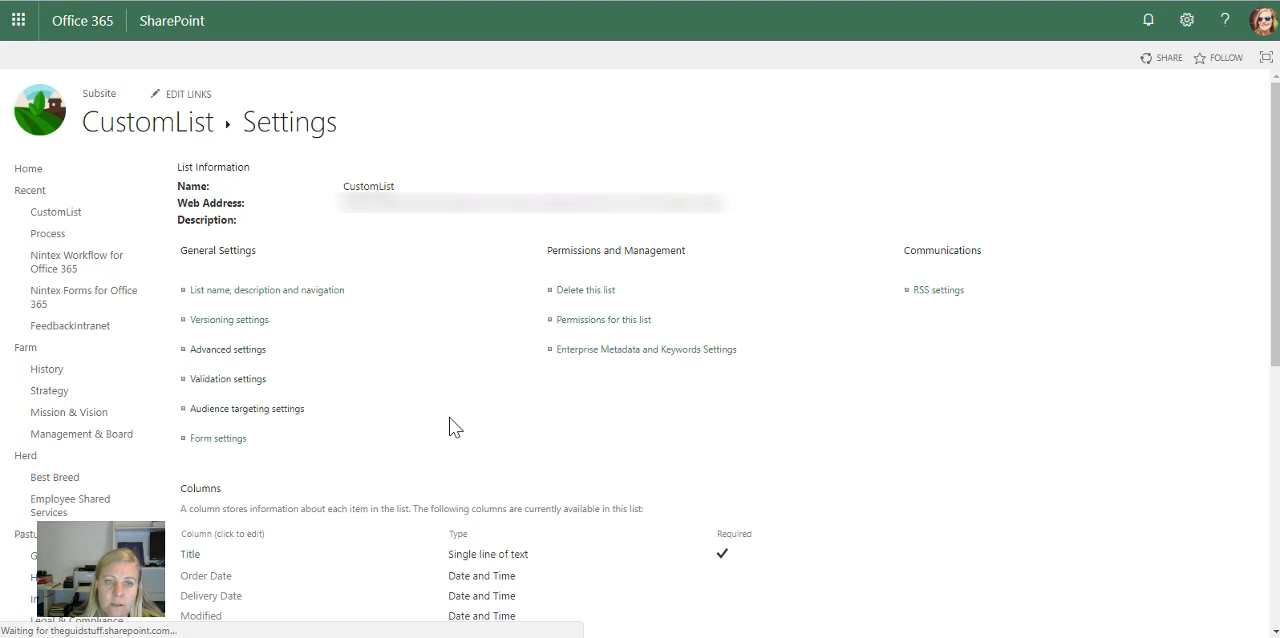 Office 365
SharePoint
?
SHARE
FOLLOW
Subsite
EDIT LINKS
CustomList ▸ Settings
Home
Recent
CustomList
Process
Nintex Workflow for
Office 365
Nintex Forms for Office
365
FeedbackIntranet
Farm
History
Strategy
Mission & Vision
Management & Board
Herd
Best Breed
Employee Shared
Services
List Information
Name: CustomList
Web Address:
Description:
General Settings
List name, description and navigation
Versioning settings
Advanced settings
Validation settings
Audience targeting settings
Form settings
Permissions and Management
Delete this list
Permissions for this list
Enterprise Metadata and Keywords Settings
Communications
RSS settings
Columns
A column stores information about each item in the list. The following columns are currently available in this list:
Column (click to edit) Type Required
Title Single line of text ✓
Order Date Date and Time
Delivery Date Date and Time
Modified Date and Time
Waiting for theguidstuff.sharepoint.com...